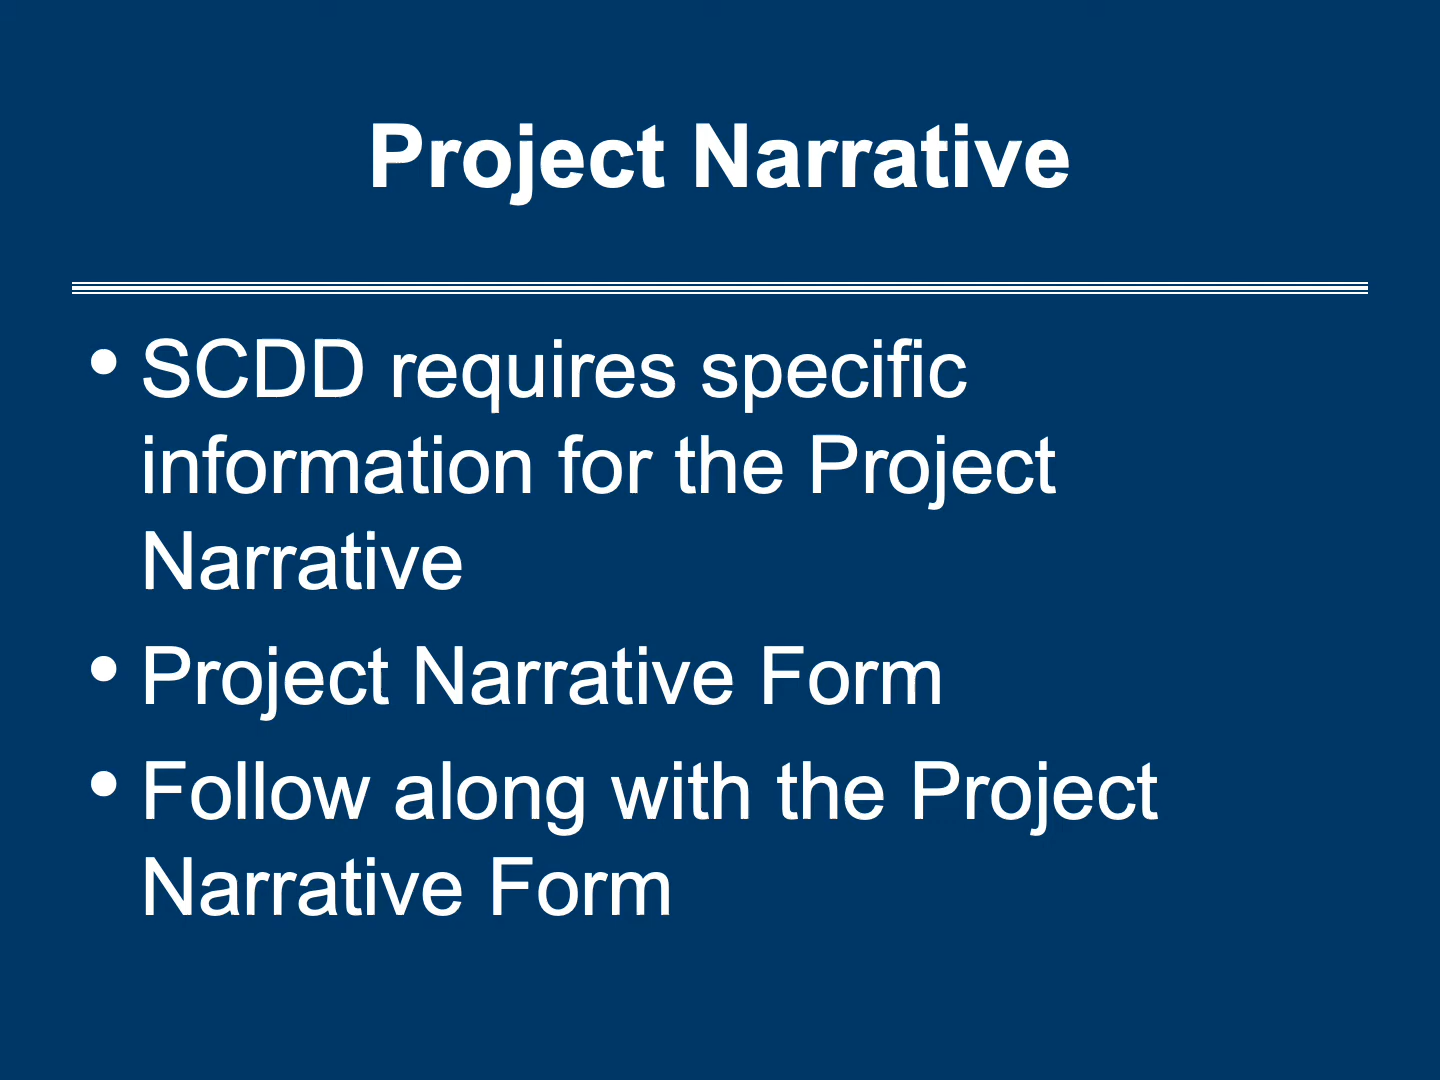 Project Narrative
• SCDD requires specific
information for the Project
Narrative
• Project Narrative Form
• Follow along with the Project
Narrative Form